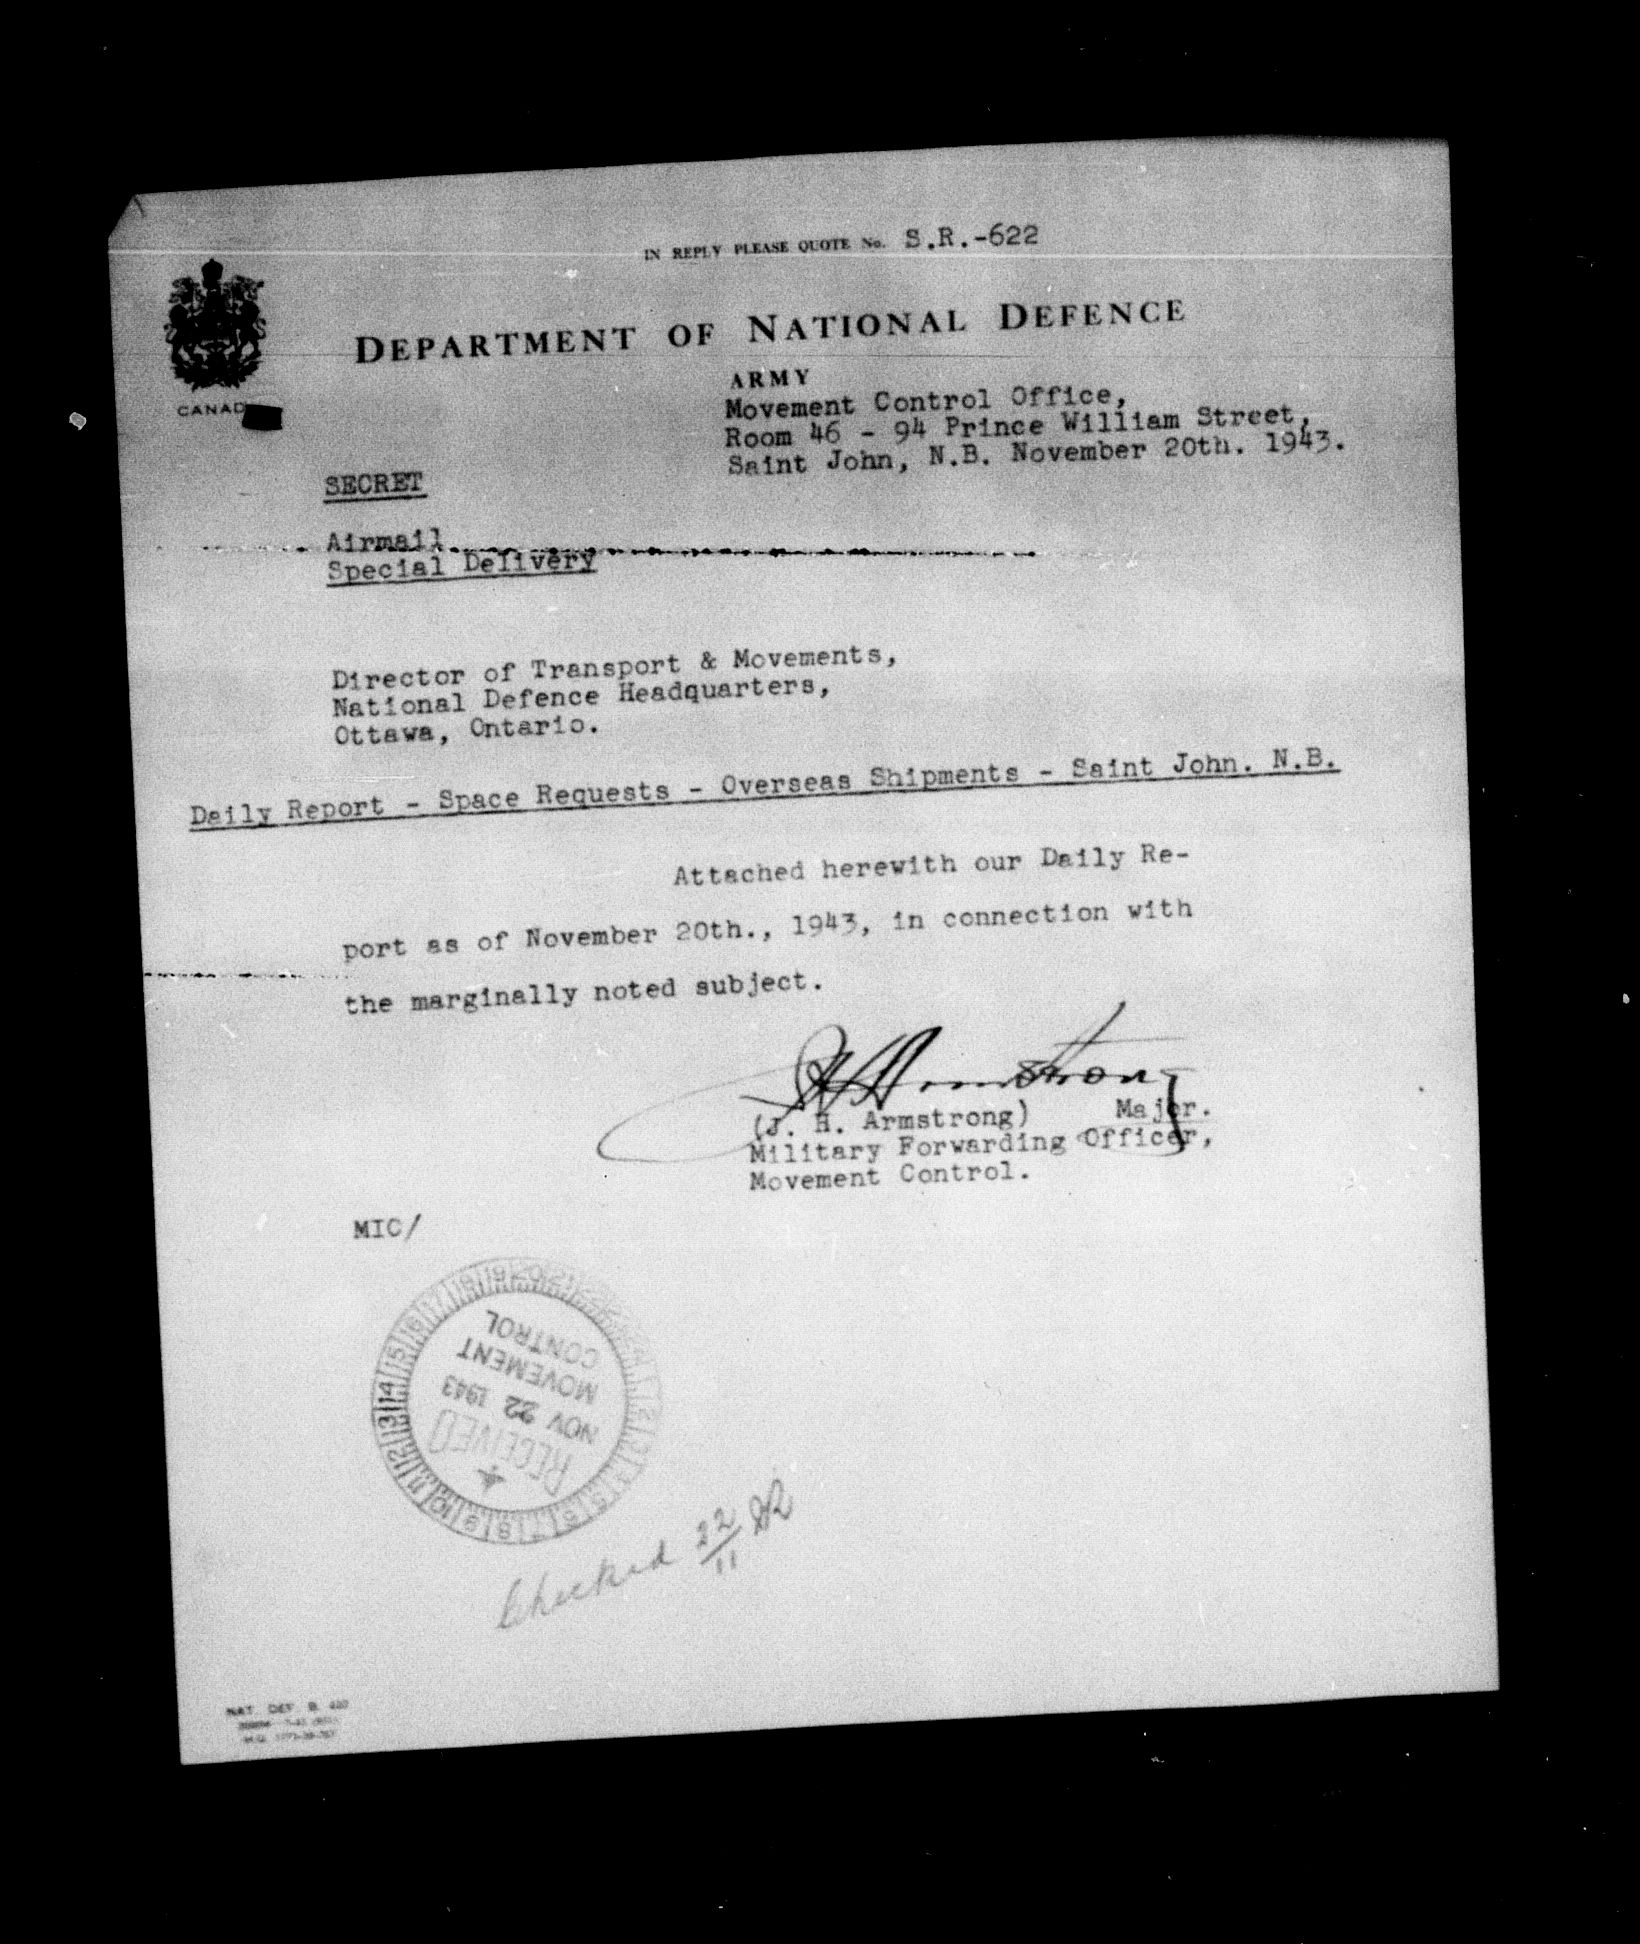 IN REPLY PLEASE QUOTE No. S.R.-622
DEPARTMENT OF NATIONAL DEFENCE
ARMY
CANAD
Movement Control Office,
Room 46 - 94 Prince William Street,
Saint John, N.B. November 20th. 1943.
SECRET
Airmail
Special Delivery
Director of Transport & Movements,
National Defence Headquarters,
Ottawa, Ontario.
Daily Report - Space Requests - Overseas Shipments - Saint John. N.B.
Attached herewith our Daily Re-
port as of November 20th., 1943, in connection with
the marginally noted subject.
Armstrong
(J. H. Armstrong) Major.
Military Forwarding Officer,
Movement Control.
MIC/
RECEIVED
NOV 22 1943
MOVEMENT
CONTROL
Checked 22/11
NAT. DEF. B.